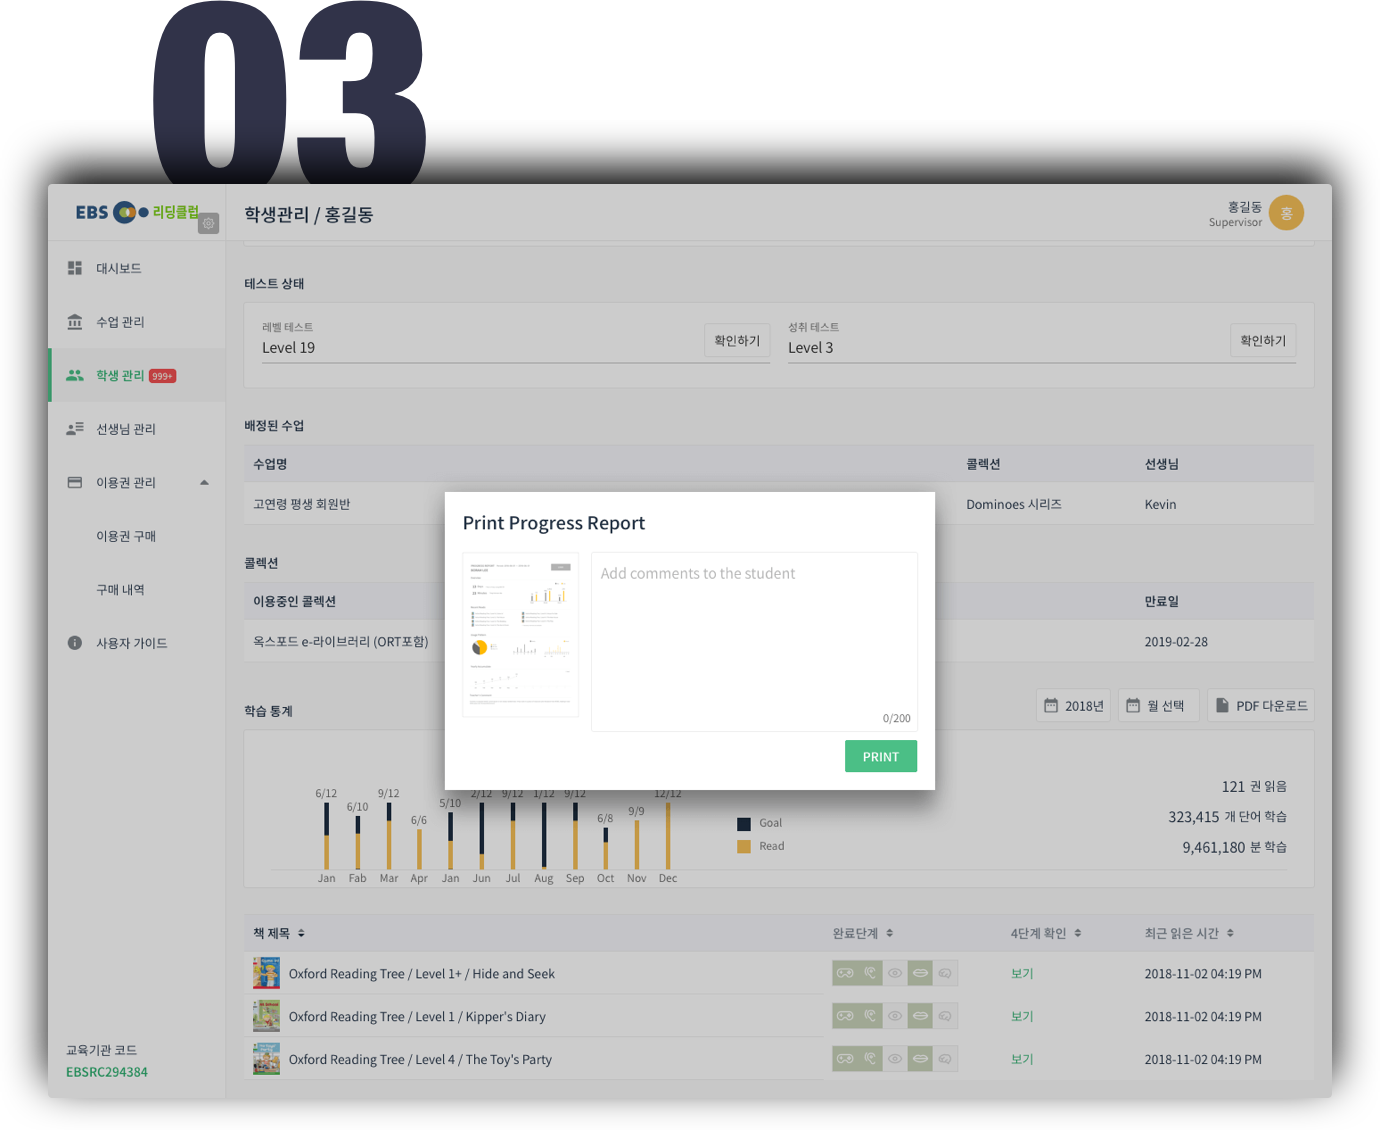 03
EBS 리딩클럽
학생관리 / 홍길동
홍길동
Supervisor
홍
대시보드
수업 관리
학생 관리 999+
선생님 관리
이용권 관리
이용권 구매
구매 내역
사용자 가이드
교육기관 코드
EBSRC294384
테스트 상태
레벨 테스트
Level 19
확인하기
성취 테스트
Level 3
확인하기
배정된 수업
수업명 콜렉션 선생님
고연령 평생 회원반 Dominoes 시리즈 Kevin
콜렉션
이용중인 콜렉션 만료일
옥스포드 e-라이브러리 (ORT포함) 2019-02-28
Print Progress Report
Add comments to the student
0/200
PRINT
학습 통계
2018년 월 선택 PDF 다운로드
6/12 6/10 9/12 6/6 5/10 2/12 9/12 1/12 9/12 6/8 9/9 12/12
Jan Fab Mar Apr Jan Jun Jul Aug Sep Oct Nov Dec
Goal
Read
121 권 읽음
323,415 개 단어 학습
9,461,180 분 학습
책 제목 완료단계 4단계 확인 최근 읽은 시간
Oxford Reading Tree / Level 1+ / Hide and Seek 보기 2018-11-02 04:19 PM
Oxford Reading Tree / Level 1 / Kipper's Diary 보기 2018-11-02 04:19 PM
Oxford Reading Tree / Level 4 / The Toy's Party 보기 2018-11-02 04:19 PM